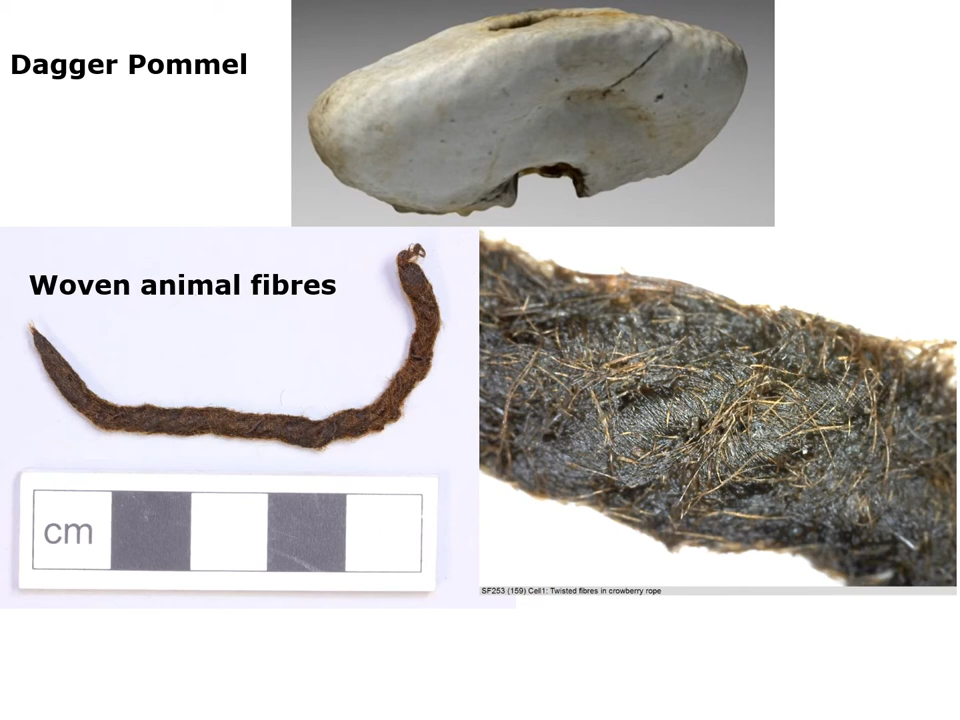 Dagger Pommel
Woven animal fibres
cm
SF253 (159) Cell1: Twisted fibres in crowberry rope